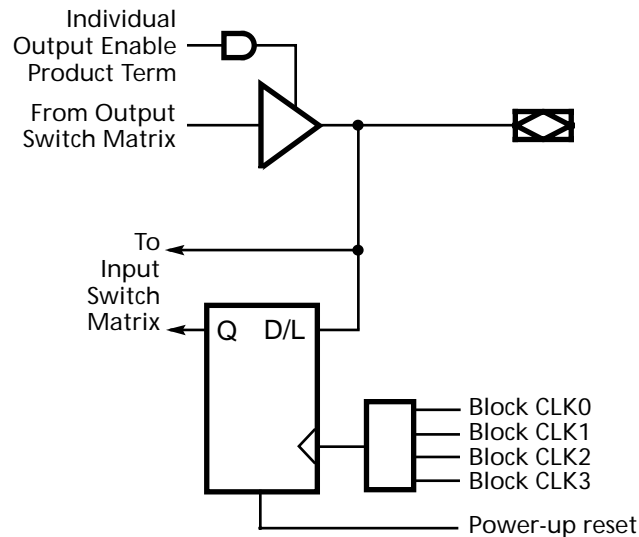 Individual
Output Enable
Product Term
From Output
Switch Matrix
To
Input
Switch
Matrix
Q D/L
Block CLK0
Block CLK1
Block CLK2
Block CLK3
Power-up reset